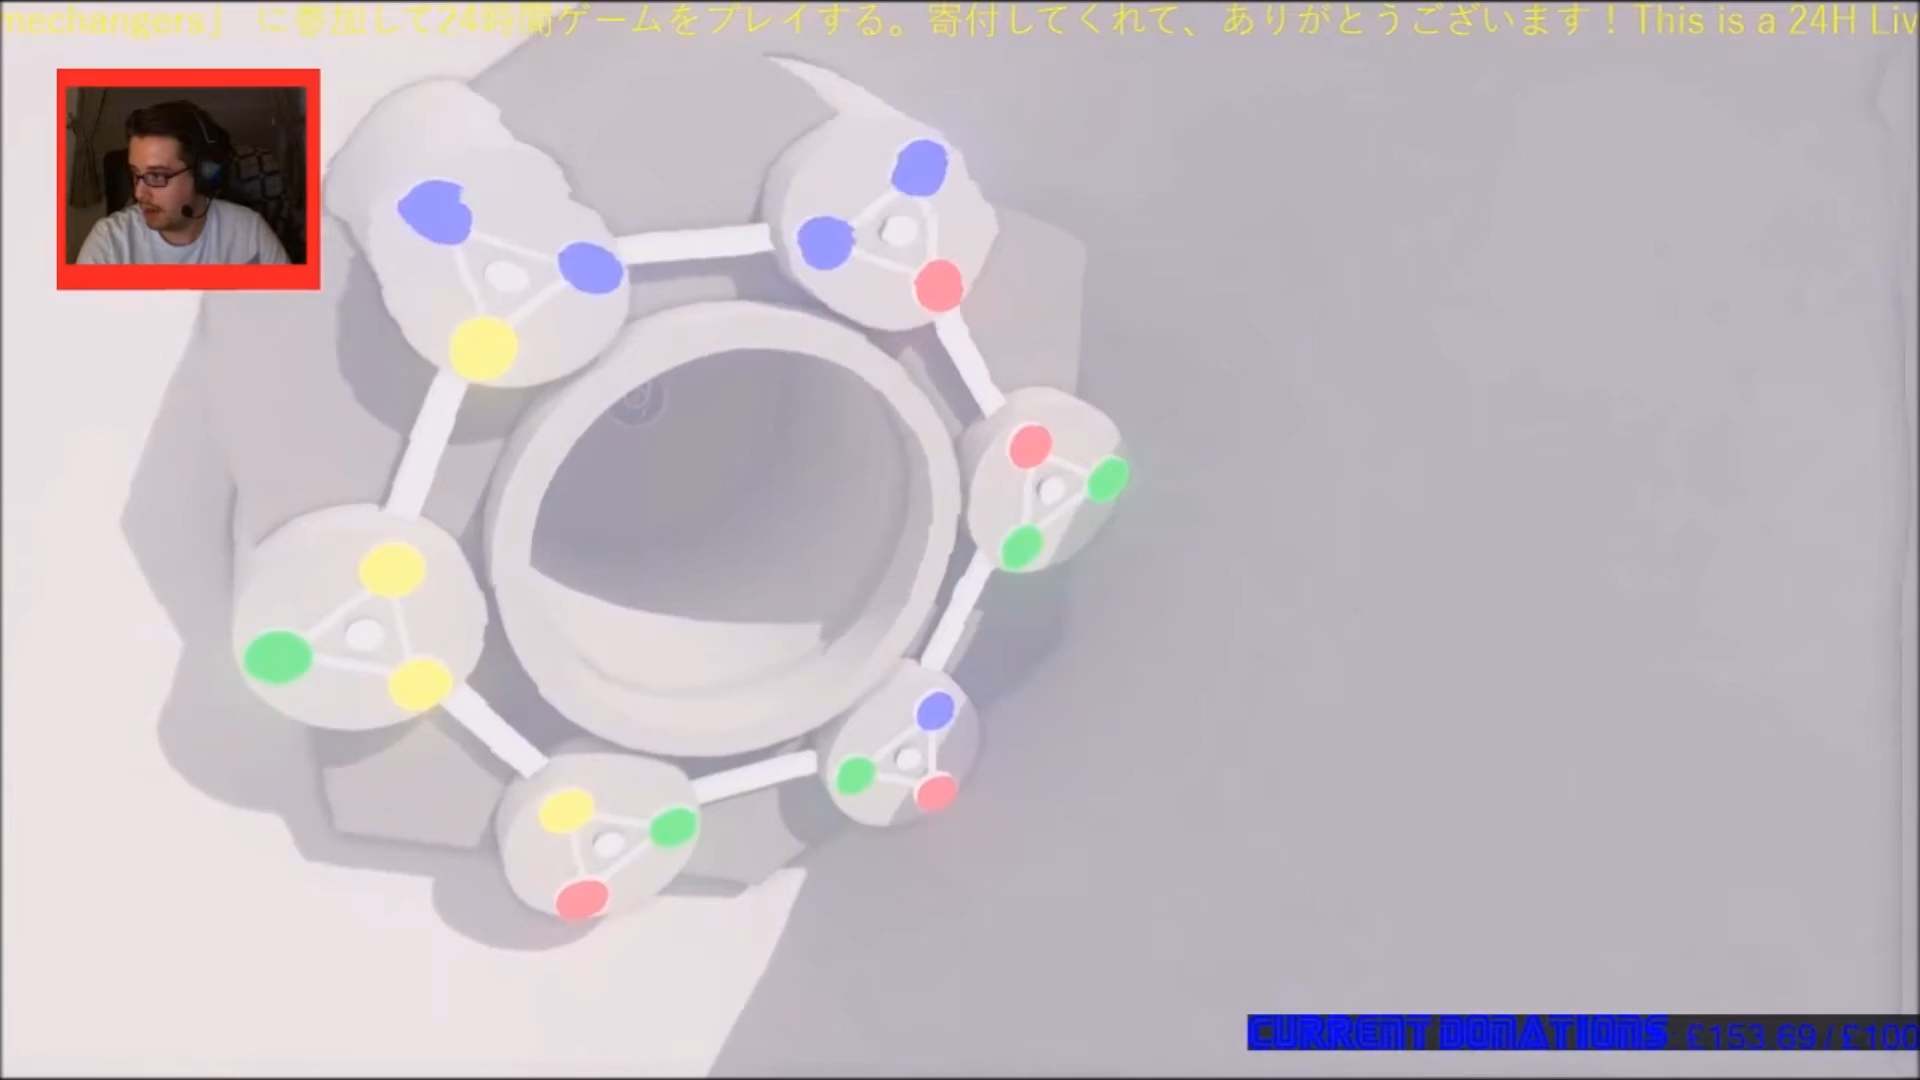 mechangers」 に参加して24時間ゲームをプレイする。寄付してくれて、ありがとうございます！This is a 24H Liv
CURRENT DONATIONS £153.69 / £100